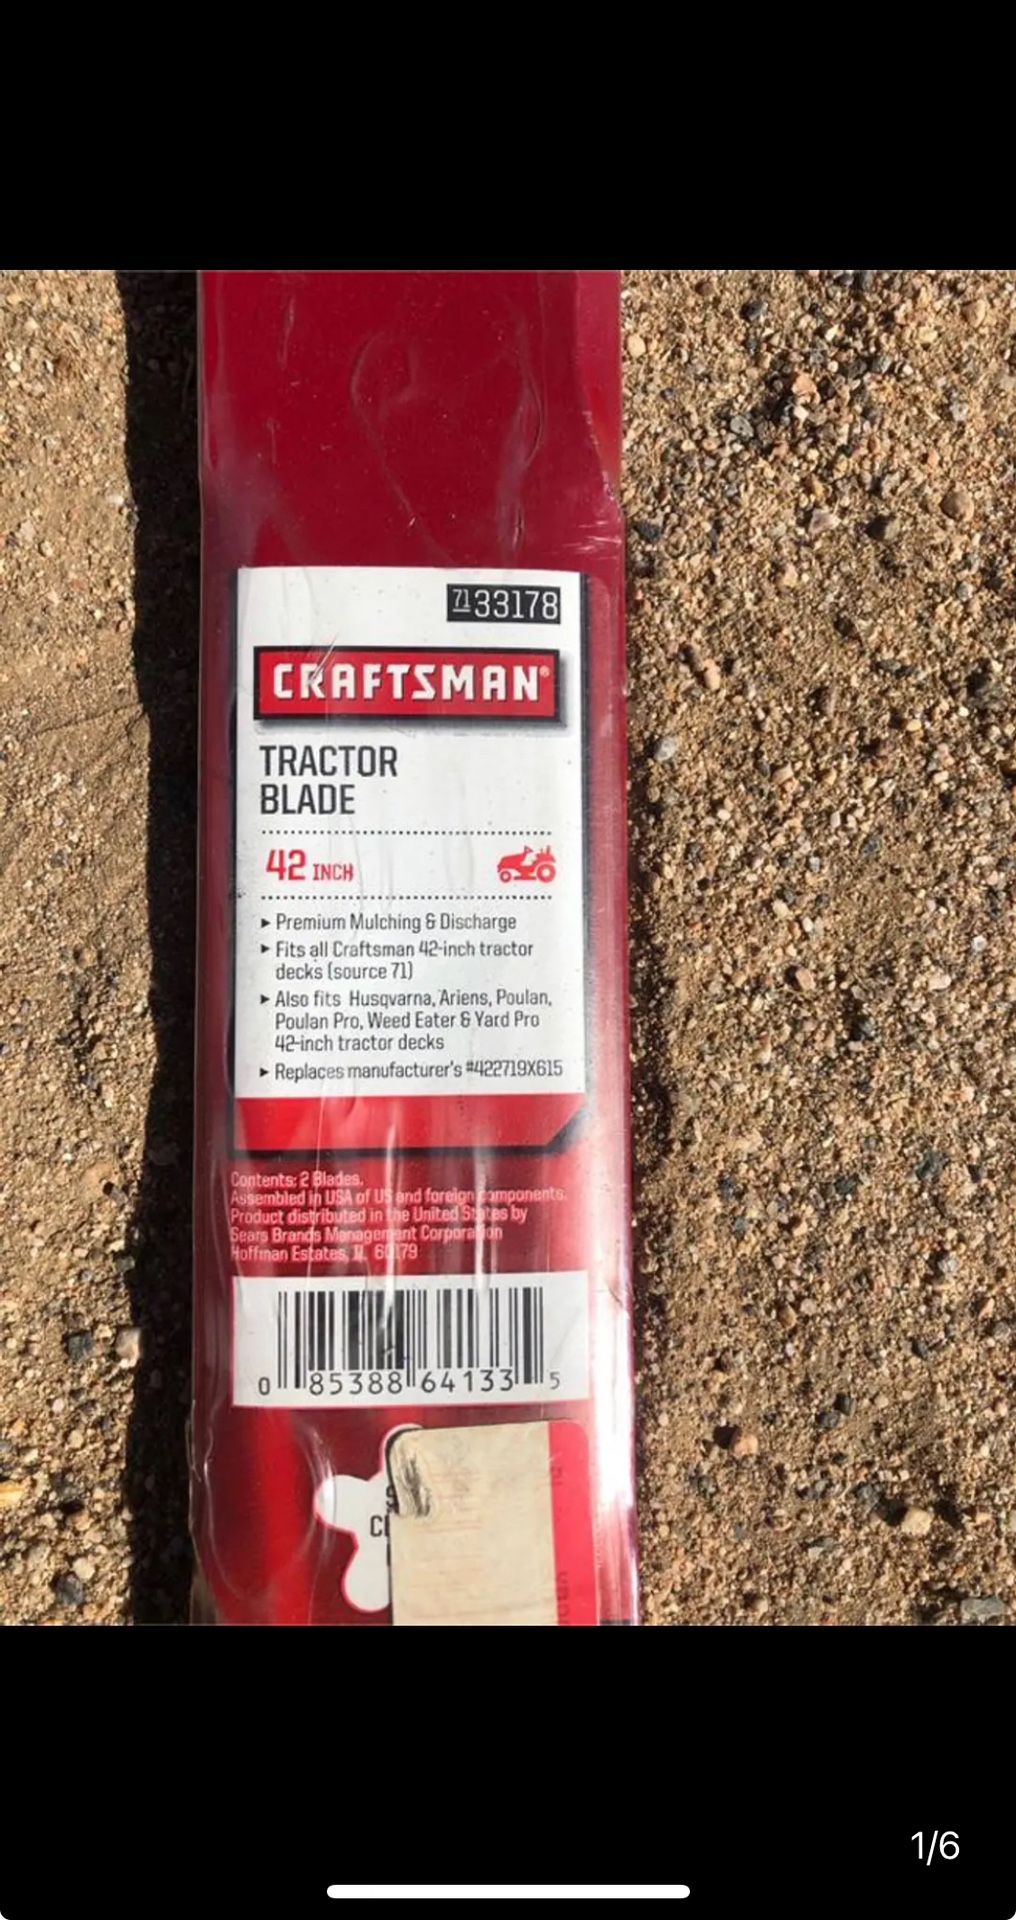 71 33178
CRAFTSMAN®
TRACTOR
BLADE
42 INCH
▸ Premium Mulching & Discharge
▸ Fits all Craftsman 42-inch tractor
decks (source 71)
▸ Also fits Husqvarna, Ariens, Poulan,
Poulan Pro, Weed Eater & Yard Pro
42-inch tractor decks
▸ Replaces manufacturer's #422719X615
Contents: 2 Blades.
Assembled in USA of US and foreign components.
Product distributed in the United States by
Sears Brands Management Corporation
Hoffman Estates, IL 60179
0 85388 64133 5
1/6